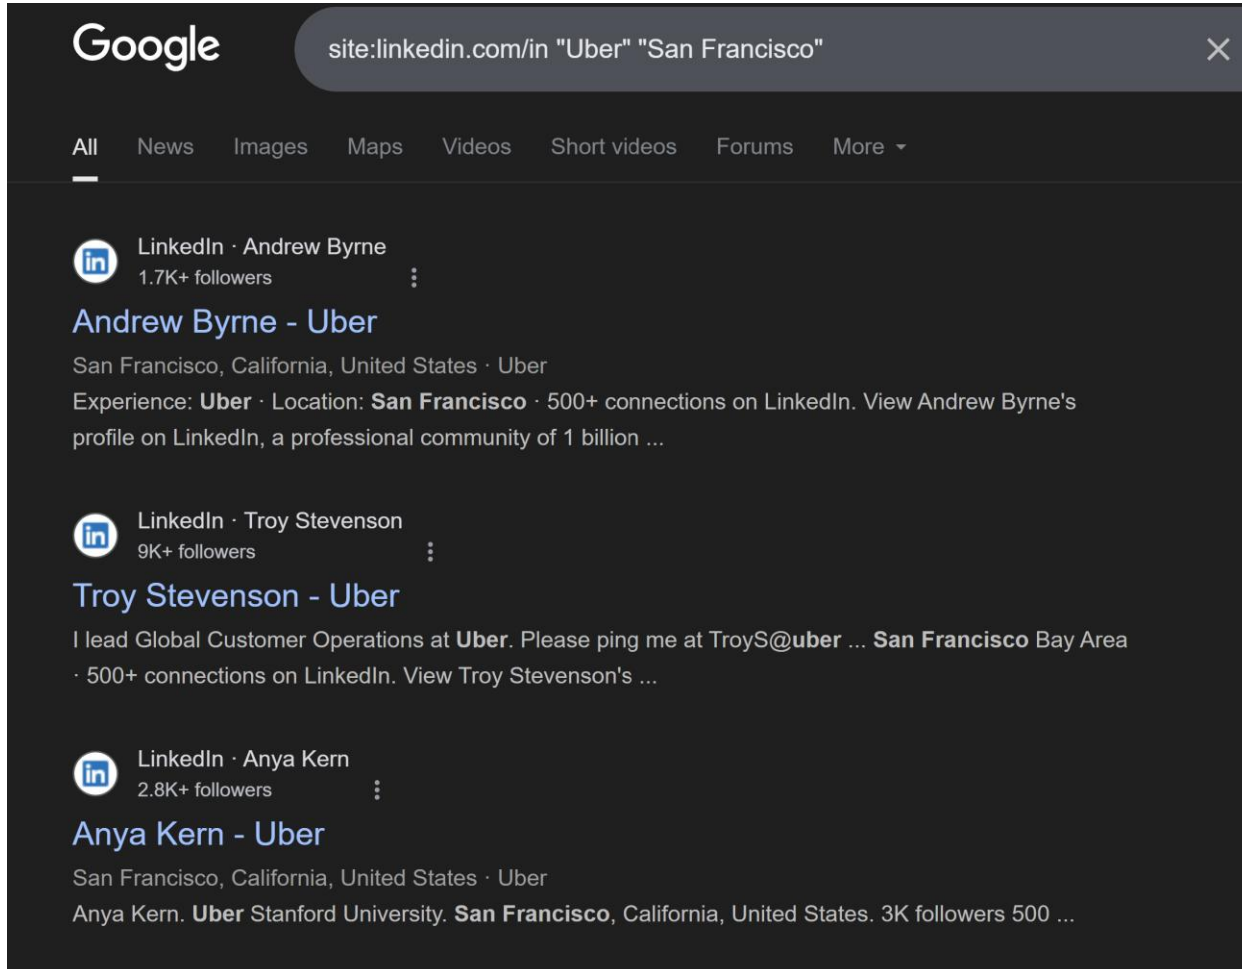 Google
site:linkedin.com/in "Uber" "San Francisco"
All News Images Maps Videos Short videos Forums More
LinkedIn · Andrew Byrne
1.7K+ followers
Andrew Byrne - Uber
San Francisco, California, United States · Uber
Experience: Uber · Location: San Francisco · 500+ connections on LinkedIn. View Andrew Byrne's
profile on LinkedIn, a professional community of 1 billion ...
LinkedIn · Troy Stevenson
9K+ followers
Troy Stevenson - Uber
I lead Global Customer Operations at Uber. Please ping me at TroyS@uber ... San Francisco Bay Area
· 500+ connections on LinkedIn. View Troy Stevenson's ...
LinkedIn · Anya Kern
2.8K+ followers
Anya Kern - Uber
San Francisco, California, United States · Uber
Anya Kern. Uber Stanford University. San Francisco, California, United States. 3K followers 500 ...